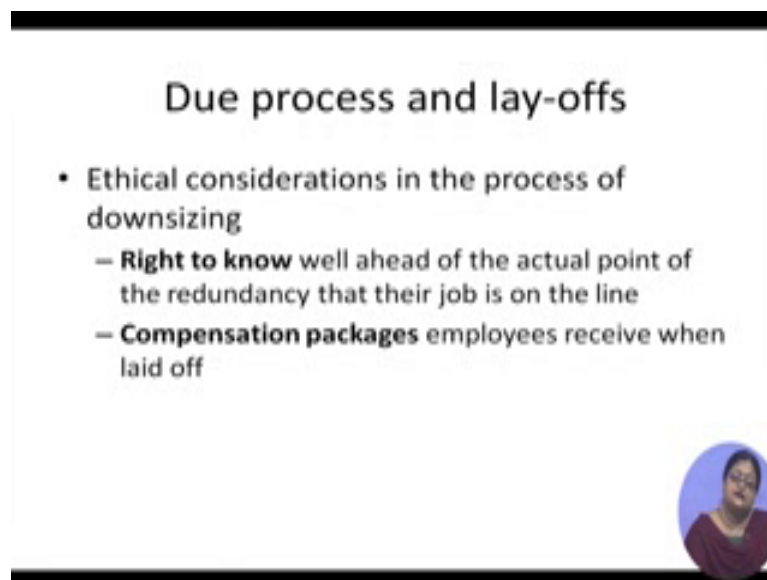 Due process and lay-offs
• Ethical considerations in the process of
downsizing
– Right to know well ahead of the actual point of
the redundancy that their job is on the line
– Compensation packages employees receive when
laid off